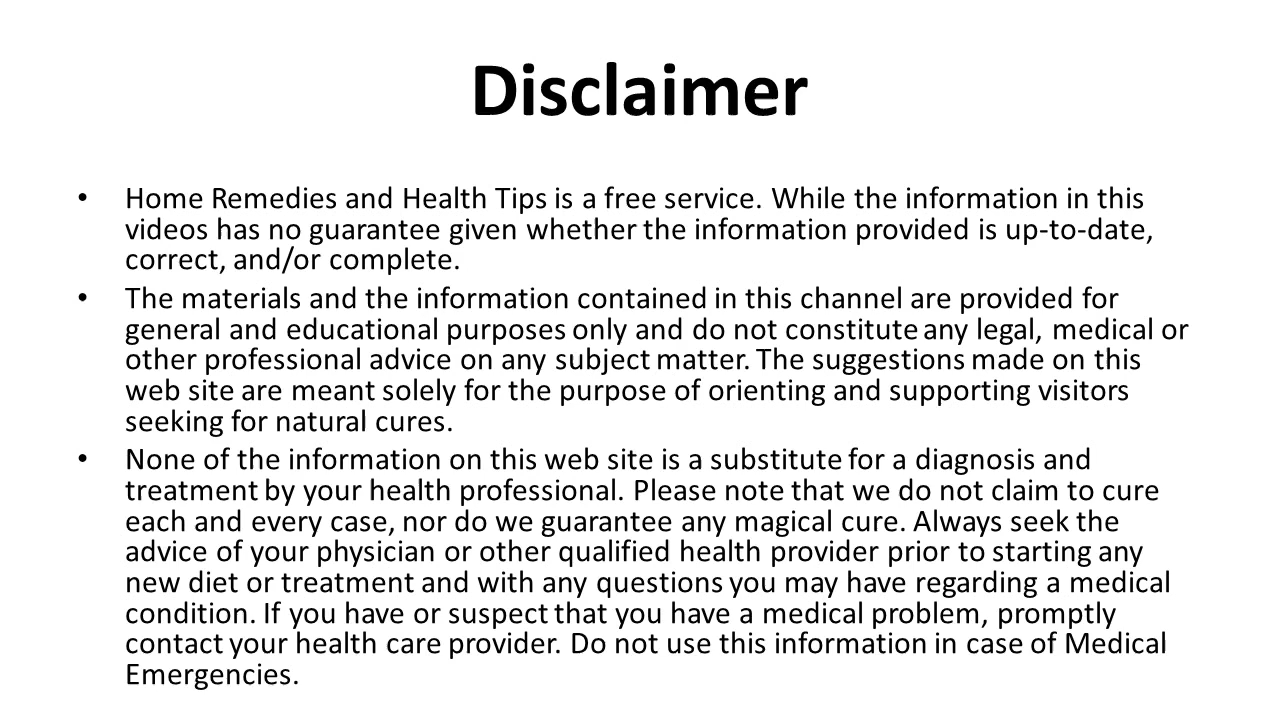 Disclaimer
• Home Remedies and Health Tips is a free service. While the information in this
videos has no guarantee given whether the information provided is up-to-date,
correct, and/or complete.
• The materials and the information contained in this channel are provided for
general and educational purposes only and do not constitute any legal, medical or
other professional advice on any subject matter. The suggestions made on this
web site are meant solely for the purpose of orienting and supporting visitors
seeking for natural cures.
• None of the information on this web site is a substitute for a diagnosis and
treatment by your health professional. Please note that we do not claim to cure
each and every case, nor do we guarantee any magical cure. Always seek the
advice of your physician or other qualified health provider prior to starting any
new diet or treatment and with any questions you may have regarding a medical
condition. If you have or suspect that you have a medical problem, promptly
contact your health care provider. Do not use this information in case of Medical
Emergencies.